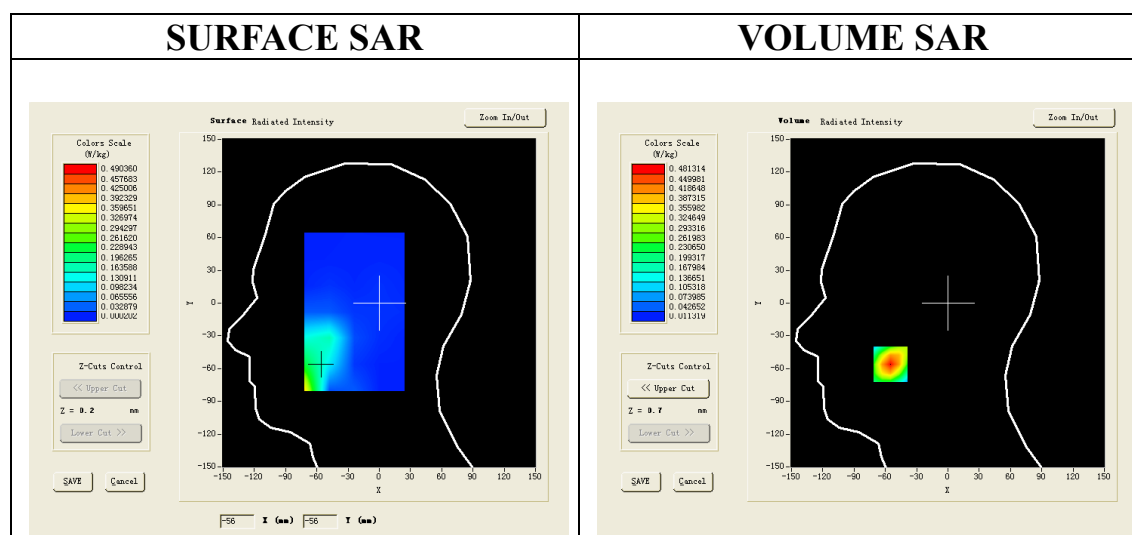 SURFACE SAR
VOLUME SAR
Surface Radiated Intensity
Zoom In/Out
Colors Scale
(W/kg)
0.490360
0.457683
0.425006
0.392329
0.359651
0.326974
0.294297
0.261620
0.228943
0.196265
0.163588
0.130911
0.098234
0.065556
0.032879
0.000202
150
120
90
60
30
0
-30
-60
-90
-120
-150
Y
-150 -120 -90 -60 -30 0 30 60 90 120 150
X
Z-Cuts Control
<< Upper Cut
Z = 0.2 mm
Lower Cut >>
SAVE Cancel
-56 X (mm) -56 Y (mm)
Volume Radiated Intensity
Zoom In/Out
Colors Scale
(W/kg)
0.481314
0.449981
0.418648
0.387315
0.355982
0.324649
0.293316
0.261983
0.230650
0.199317
0.167984
0.136651
0.105318
0.073985
0.042652
0.011319
150
120
90
60
30
0
-30
-60
-90
-120
-150
Y
-150 -120 -90 -60 -30 0 30 60 90 120 150
X
Z-Cuts Control
<< Upper Cut
Z = 0.7 mm
Lower Cut >>
SAVE Cancel